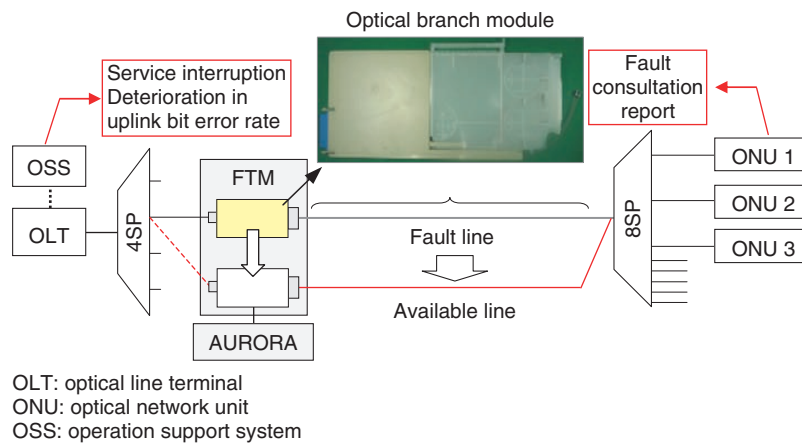 Optical branch module
Service interruption
Deterioration in
uplink bit error rate
Fault
consultation
report
OSS
OLT
4SP
FTM
AURORA
Fault line
Available line
8SP
ONU 1
ONU 2
ONU 3
OLT: optical line terminal
ONU: optical network unit
OSS: operation support system